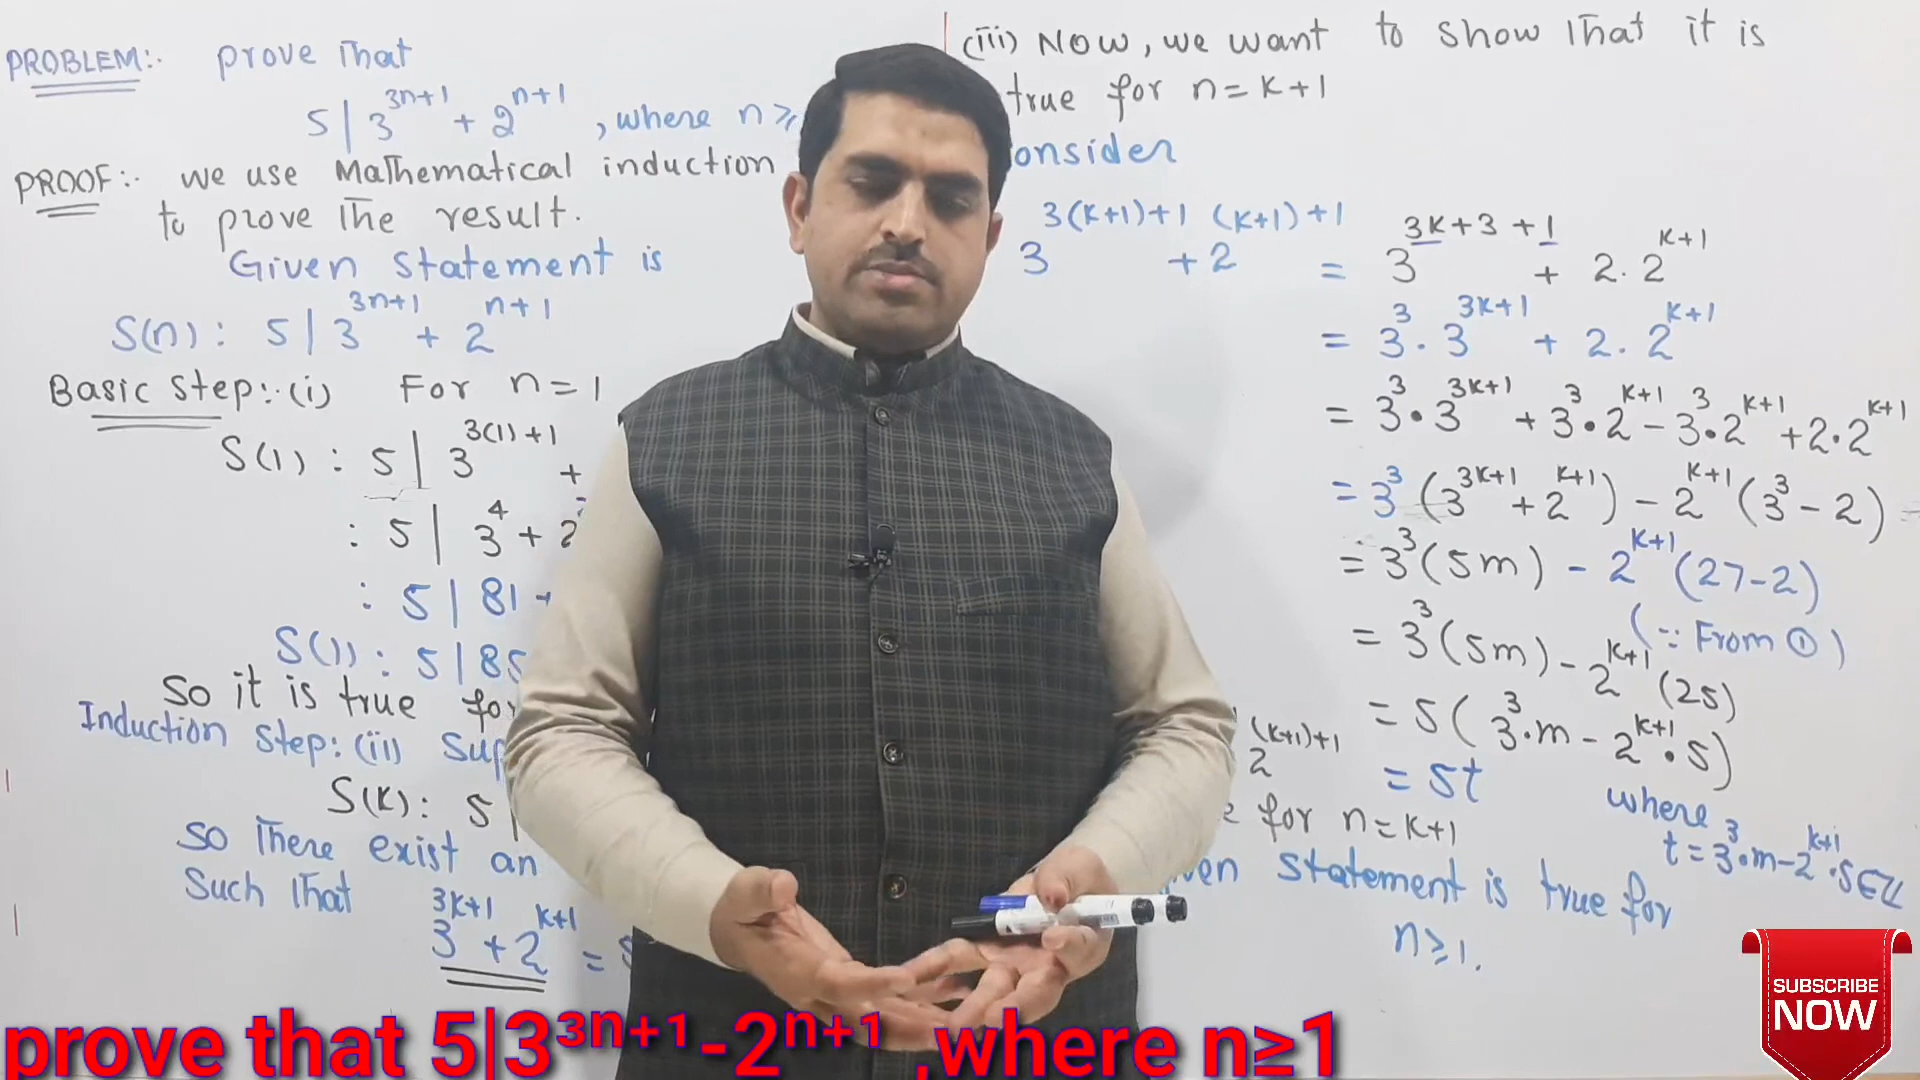 PROBLEM:. prove that
5 | 3^{3n+1} + 2^{n+1} , where n ≥
PROOF:. we use Mathematical induction
to prove the result.
Given statement is
S(n) : 5 | 3^{3n+1} + 2^{n+1}
Basic Step:.(i) For n = 1
S(1) : 5 | 3^{3(1)+1} +
: 5 | 3^4 + 2
: 5 | 81 +
S(1) : 5 | 85
So it is true for
Induction Step:(ii)
S(K) : 5 |
So there exist an
Such that
3^{3K+1} + 2^{K+1} =
(iii) Now, we want to show that it is
true for n = K+1
onsider
3^{3(K+1)+1} + 2^{(K+1)+1} = 3^{3K+3+1} + 2.2^{K+1}
= 3^3 . 3^{3K+1} + 2.2^{K+1}
= 3^3 • 3^{3K+1} + 3^3 • 2^{K+1} - 3^3 • 2^{K+1} + 2 • 2^{K+1}
= 3^3 (3^{3K+1} + 2^{K+1}) - 2^{K+1} (3^3 - 2)
= 3^3 (5m) - 2^{K+1} (27-2)
(∵ From ①)
= 3^3 (5m) - 2^{K+1} (25)
= 5 (3^3 . m - 2^{K+1} • 5)
2^{(K+1)+1} = 5t where
t = 3^3 • m - 2^{K+1} • 5 ∈ ℤ
for n = K+1
statement is true for
n ≥ 1.
prove that 5|3³ⁿ⁺¹-2ⁿ⁺¹ ,where n≥1
SUBSCRIBE
NOW